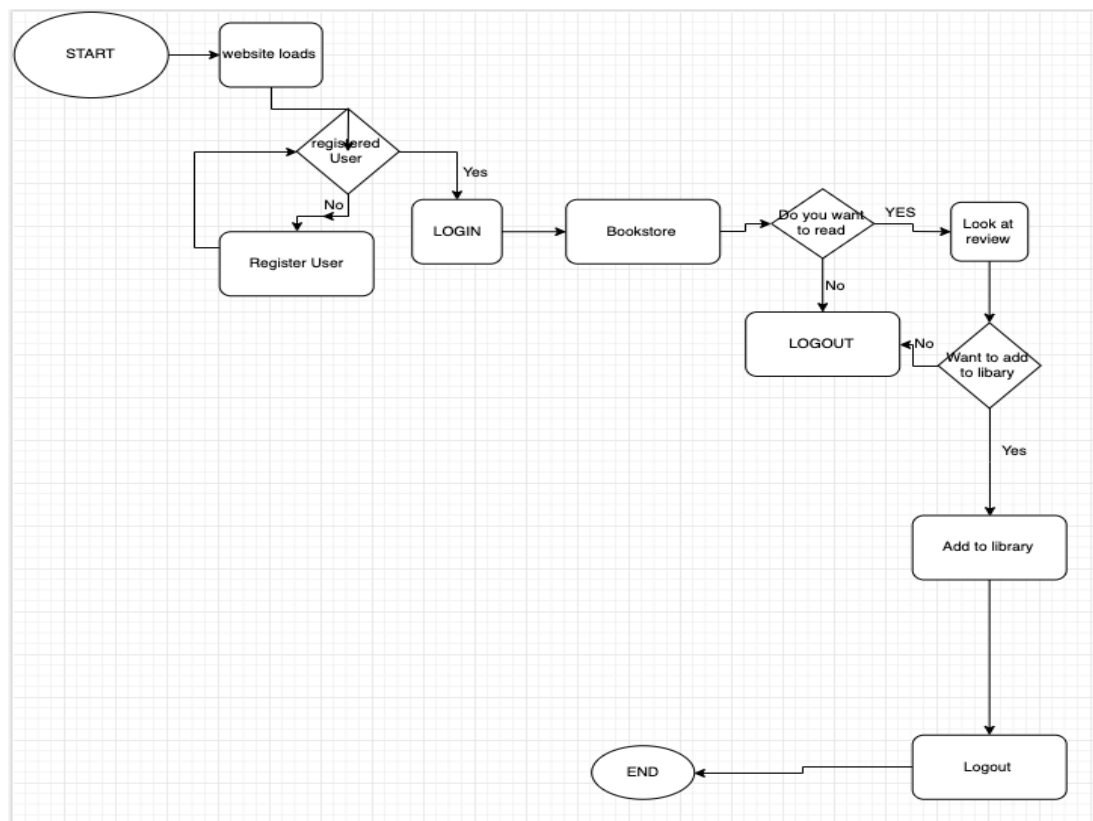 START
website loads
registered
User
Yes
No
Register User
LOGIN
Bookstore
Do you want
to read
YES
Look at
review
No
LOGOUT
No
Want to add
to libary
Yes
Add to library
Logout
END